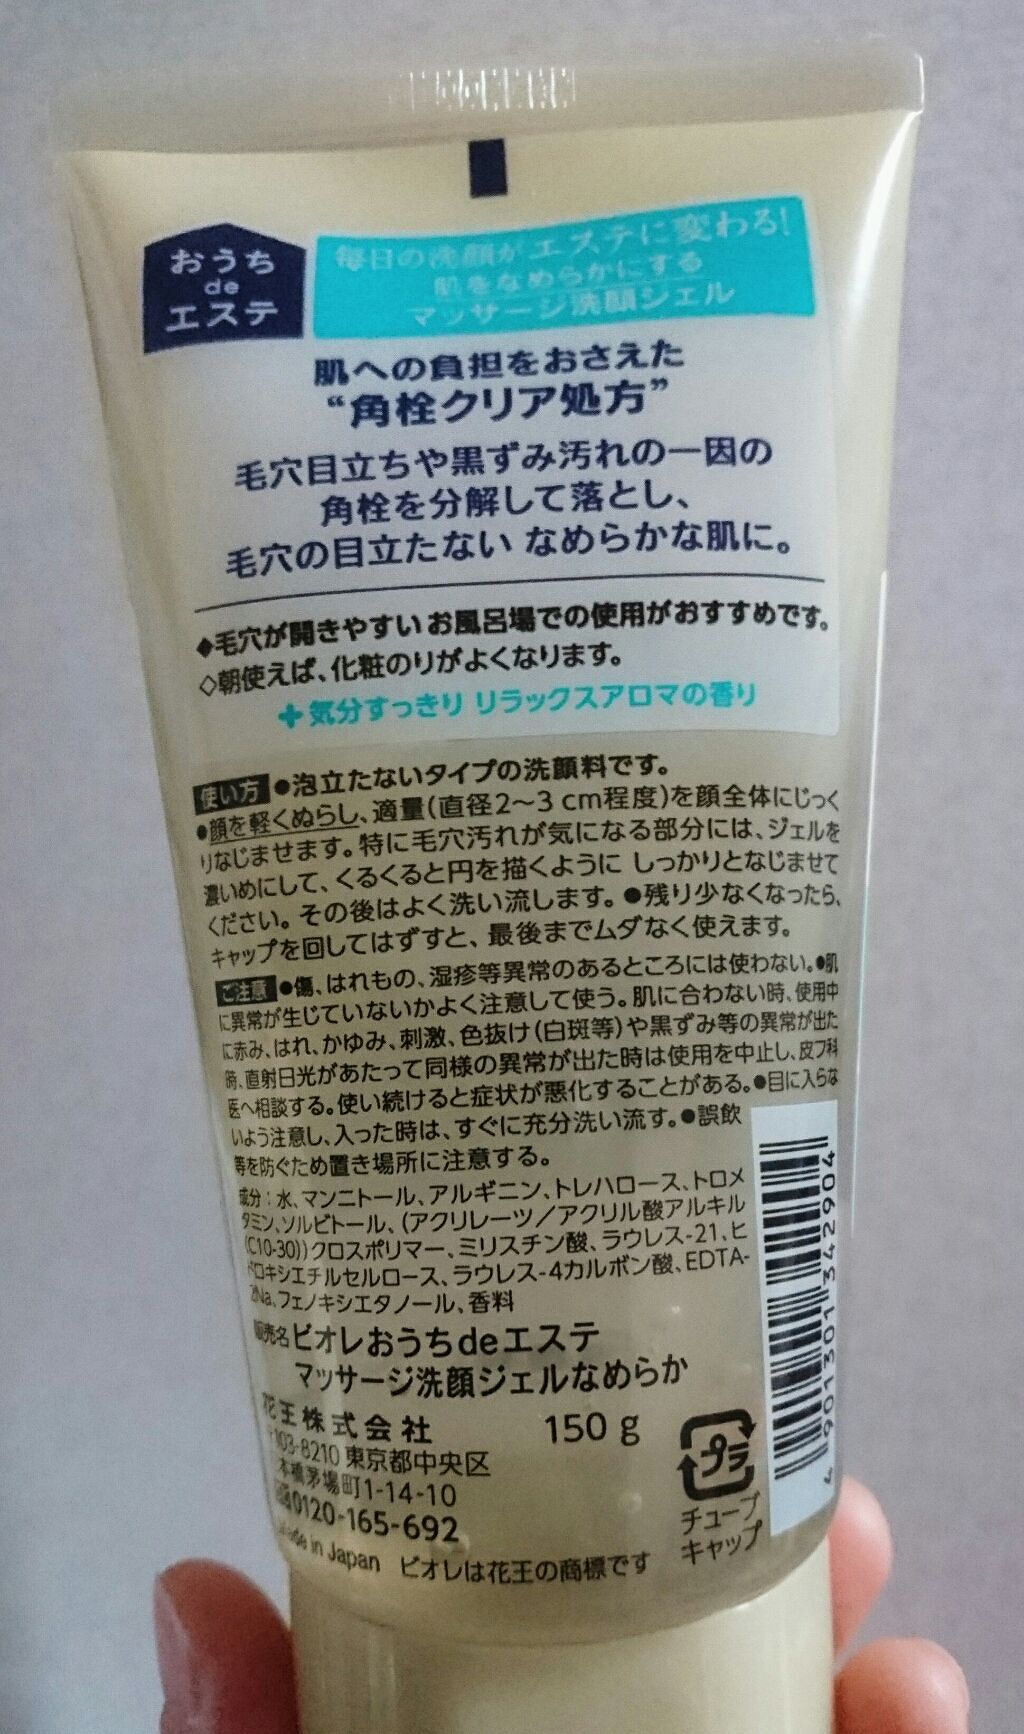 おうち
de
エステ
毎日の洗顔がエステに変わる!
肌をなめらかにする
マッサージ洗顔ジェル
肌への負担をおさえた
“角栓クリア処方”
毛穴目立ちや黒ずみ汚れの一因の
角栓を分解して落とし、
毛穴の目立たない なめらかな肌に。
◆毛穴が開きやすい お風呂場での使用がおすすめです。
◇朝使えば、化粧のりがよくなります。
+気分すっきり リラックスアロマの香り
使い方 ●泡立たないタイプの洗顔料です。
●顔を軽くぬらし、適量(直径2〜3 cm程度)を顔全体にじっく
りなじませます。特に毛穴汚れが気になる部分には、ジェルを
濃いめにして、くるくると円を描くように しっかりとなじませて
ください。その後はよく洗い流します。●残り少なくなったら、
キャップを回してはずすと、最後までムダなく使えます。
ご注意 ●傷、はれもの、湿疹等異常のあるところには使わない。●肌
に異常が生じていないかよく注意して使う。肌に合わない時、使用中
に赤み、はれ、かゆみ、刺激、色抜け(白斑等)や黒ずみ等の異常が出た
時、直射日光があたって同様の異常が出た時は使用を中止し、皮フ科
医へ相談する。使い続けると症状が悪化することがある。●目に入らな
いよう注意し、入った時は、すぐに充分洗い流す。●誤飲
等を防ぐため置き場所に注意する。
成分:水、マンニトール、アルギニン、トレハロース、トロメ
タミン、ソルビトール、(アクリレーツ/アクリル酸アルキル
(C10-30))クロスポリマー、ミリスチン酸、ラウレス-21、ヒ
ドロキシエチルセルロース、ラウレス-4カルボン酸、EDTA-
2Na、フェノキシエタノール、香料
販売名 ビオレおうちdeエステ
マッサージ洗顔ジェルなめらか
花王株式会社
150 g
〒103-8210 東京都中央区
本橋茅場町1-14-10
0120-165-692
Made in Japan ビオレは花王の商標です
プラ
チューブ
キャップ
4901301342904